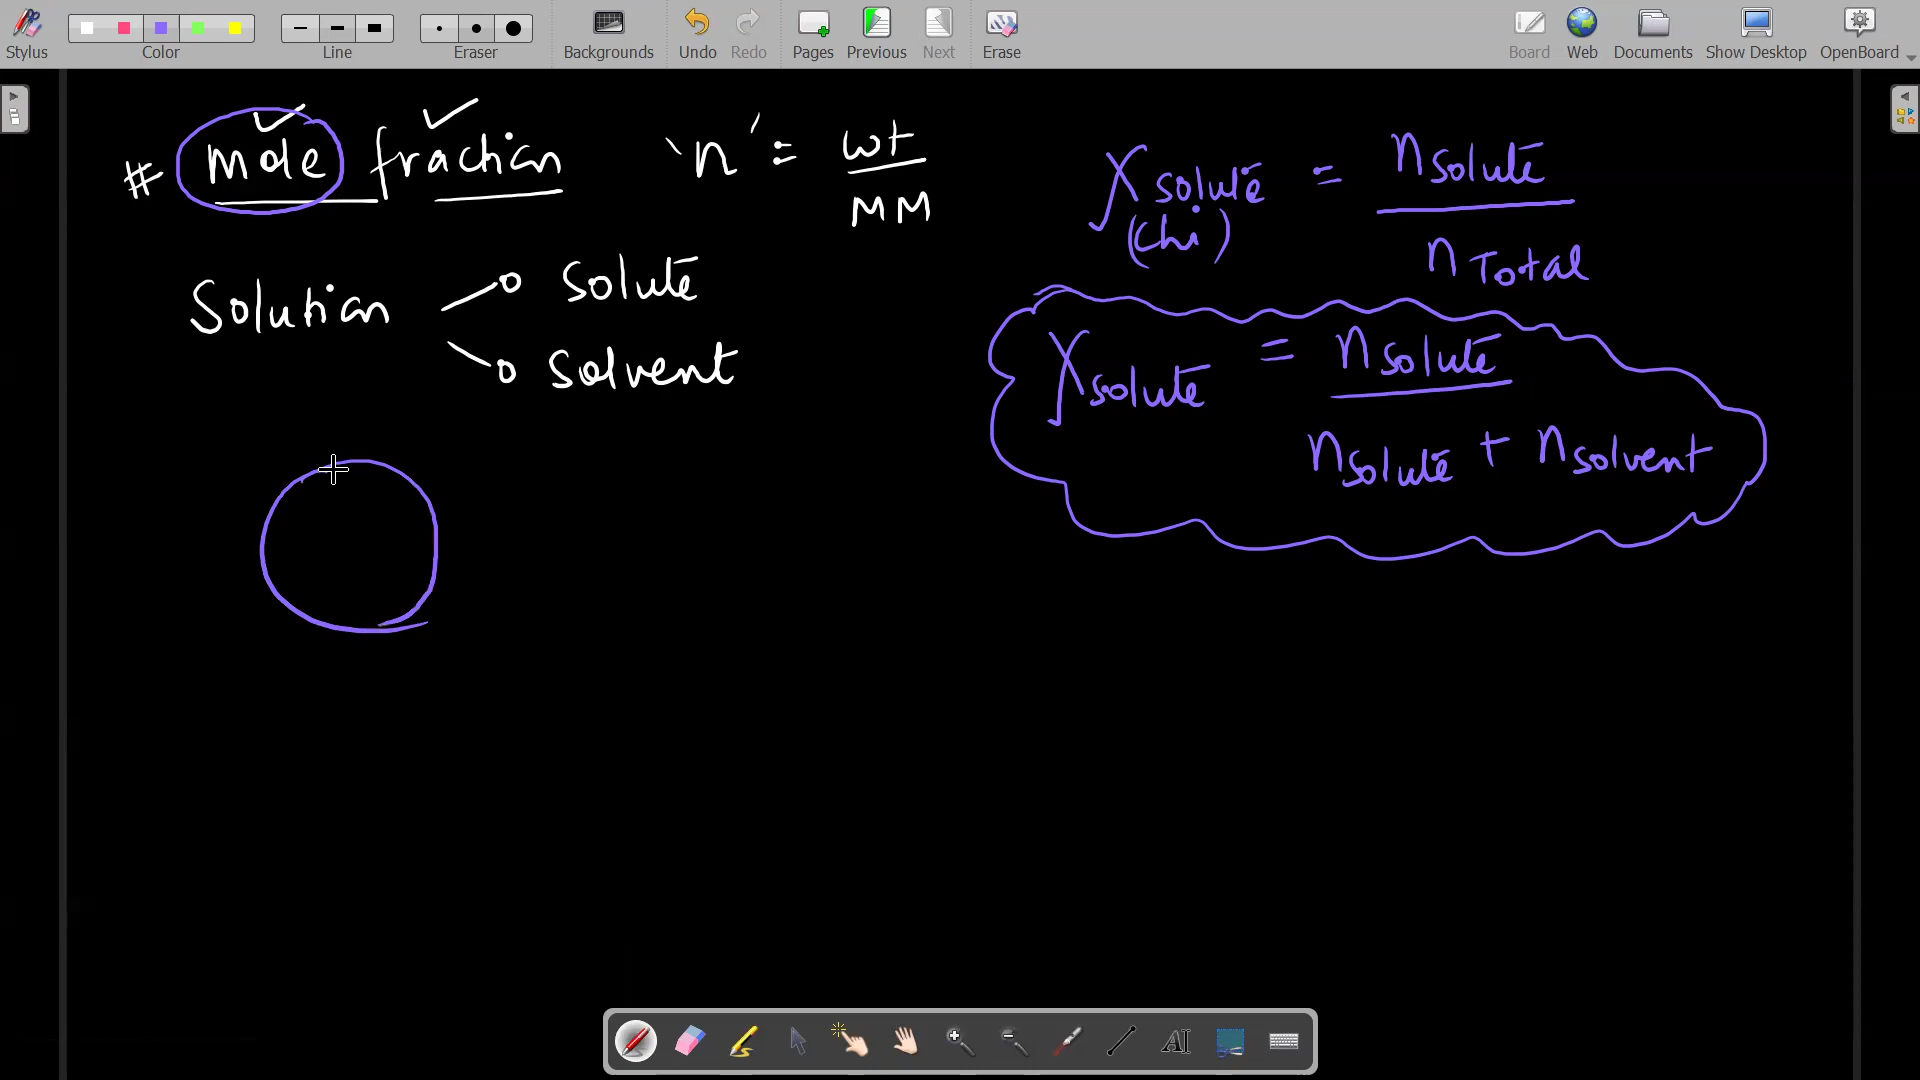 Stylus Color Line Eraser Backgrounds Undo Redo Pages Previous Next Erase Board Web Documents Show Desktop OpenBoard
# mole fraction 'n' = wt / MM
Solution
solute
solvent
χ solute = n solute / n Total
(chi)
χ solute = n solute / n solute + n solvent
AI